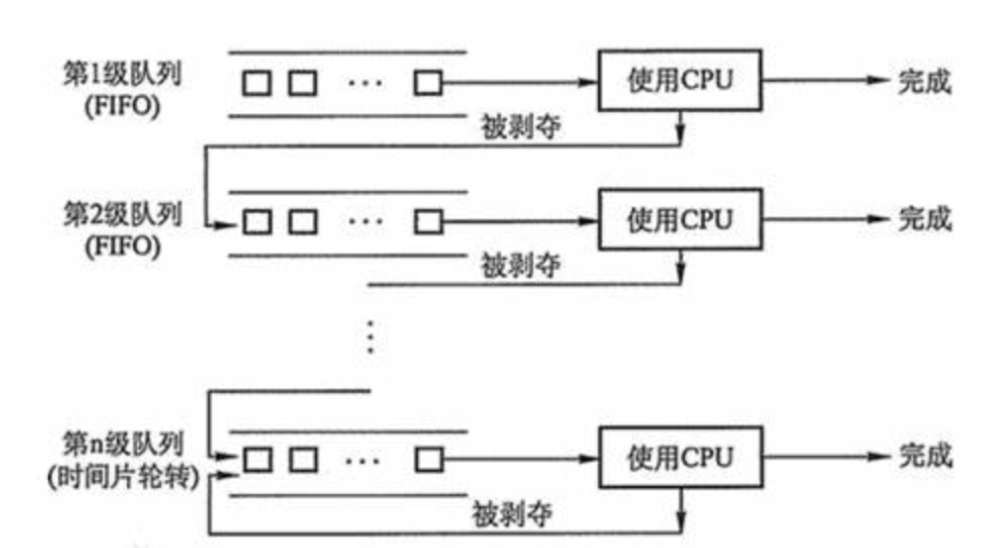 第1级队列
(FIFO)
使用CPU
完成
被剥夺
第2级队列
(FIFO)
使用CPU
完成
被剥夺
第n级队列
(时间片轮转)
使用CPU
完成
被剥夺